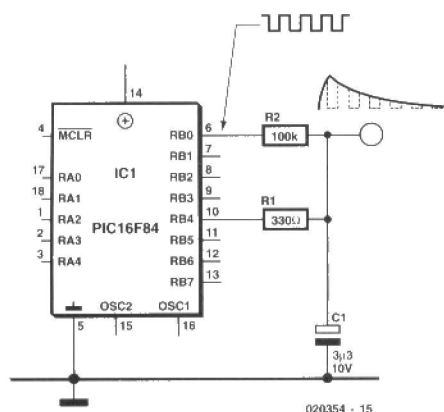 14
4
MCLR
RB0
6
R2
100k
RB1
7
17
RA0
IC1
RB2
8
18
RA1
RB3
9
1
RA2
PIC16F84
RB4
10
R1
330Ω
2
RA3
RB5
11
3
RA4
RB6
12
RB7
13
OSC2
OSC1
5
15
16
C1
3µ3
10V
020354 - 15